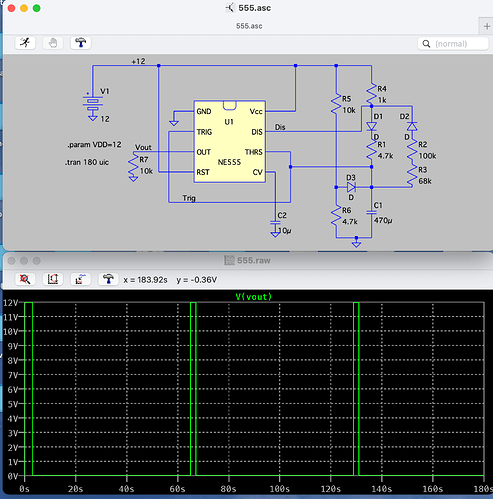 555.asc
555.asc
+
(normal)
+12
V1
12
.param VDD=12
.tran 180 uic
Vout
R7
10k
GND
Vcc
U1
TRIG
DIS
OUT
THRS
NE555
RST
CV
Trig
Dis
C2
10µ
R5
10k
R4
1k
D1
D
D2
D
R1
4.7k
R2
100k
R3
68k
D3
D
R6
4.7k
C1
470µ
555.raw
x = 183.92s y = -0.36V
V(vout)
12V
11V
10V
9V
8V
7V
6V
5V
4V
3V
2V
1V
0V
0s 20s 40s 60s 80s 100s 120s 140s 160s 180s